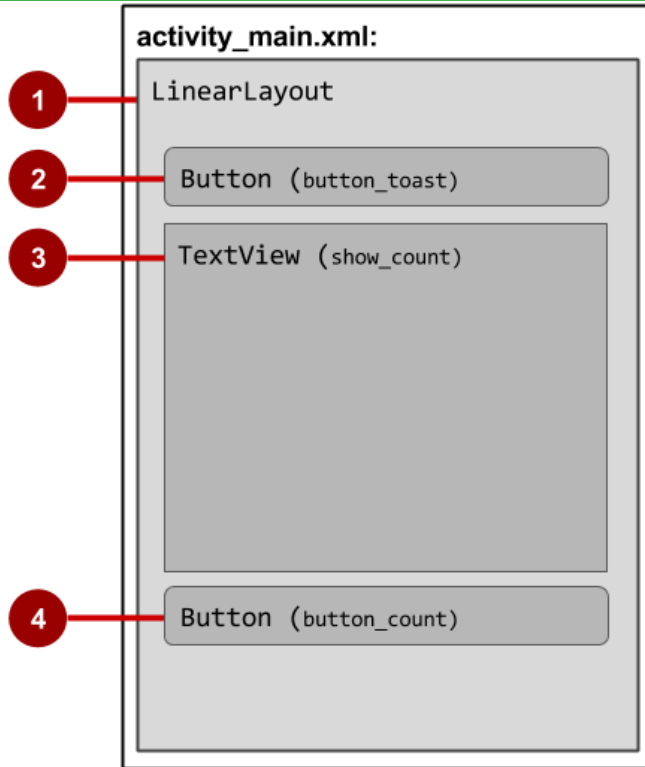 activity_main.xml:
1
LinearLayout
2
Button (button_toast)
3
TextView (show_count)
4
Button (button_count)